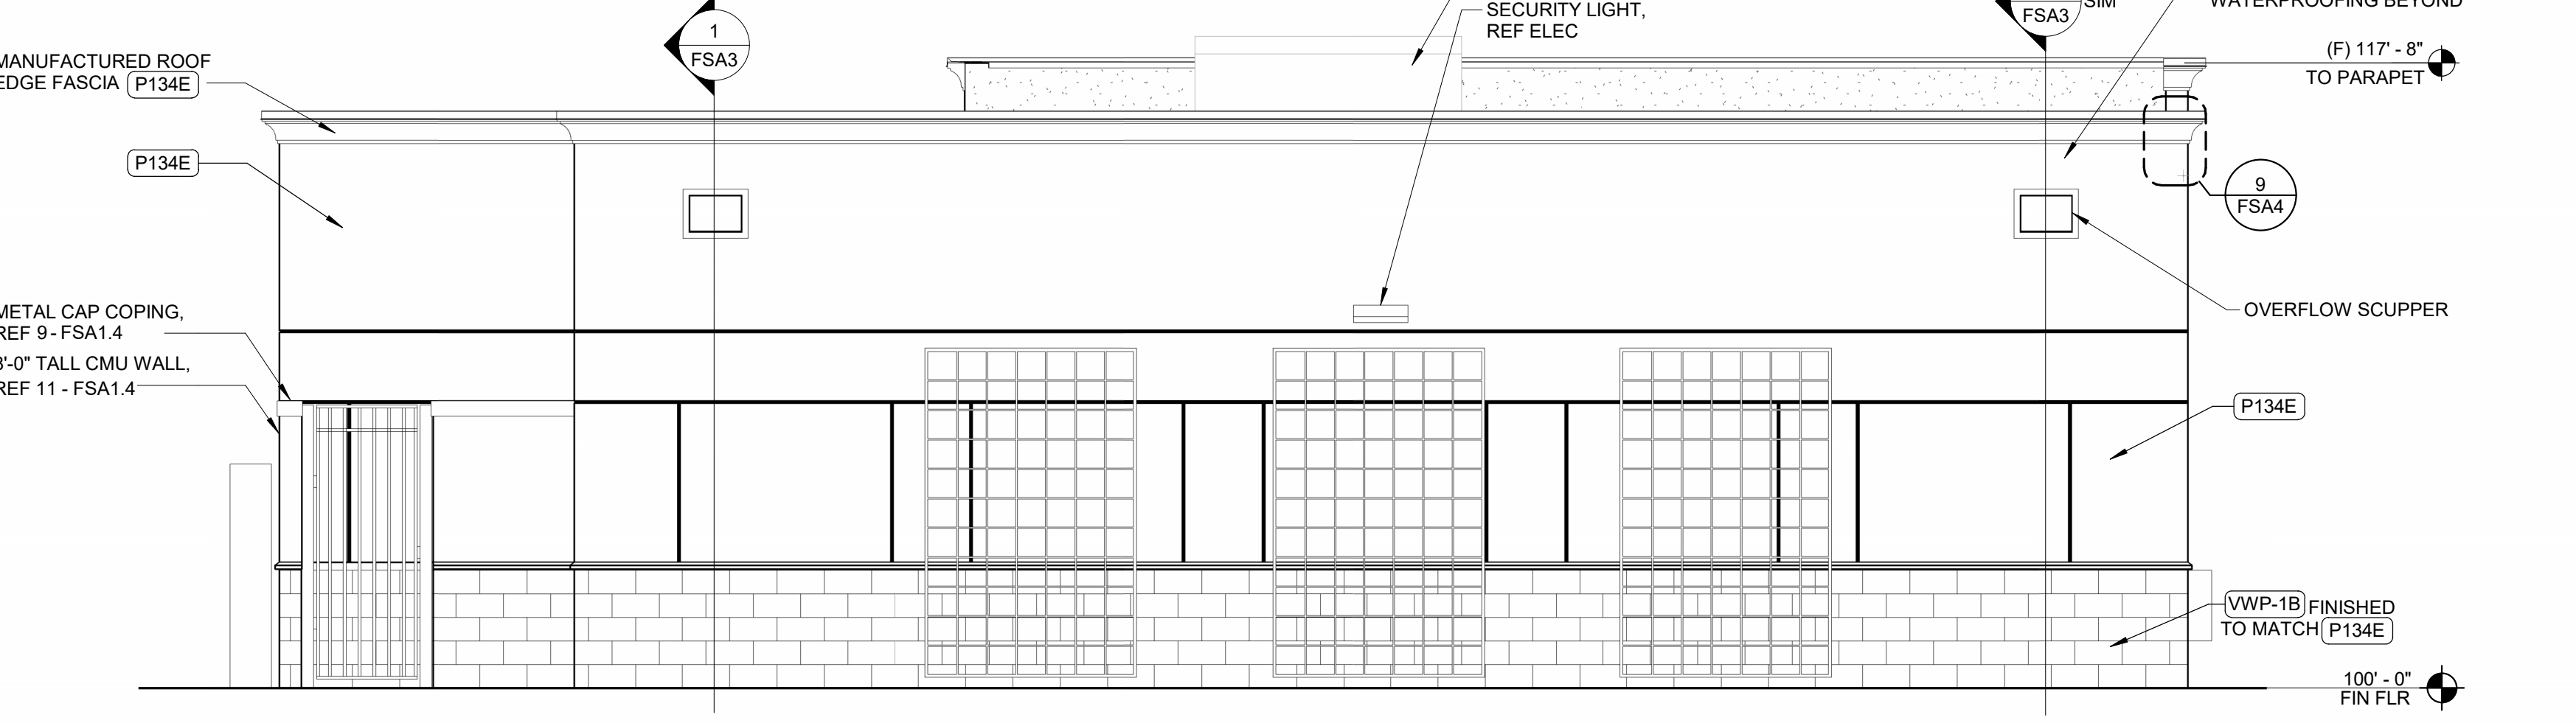 SECURITY LIGHT,
REF ELEC
1
FSA3
FSA3
SIM
WATERPROOFING BEYOND
(F) 117' - 8"
TO PARAPET
MANUFACTURED ROOF
EDGE FASCIA P134E
P134E
9
FSA4
METAL CAP COPING,
REF 9 - FSA1.4
OVERFLOW SCUPPER
'-0" TALL CMU WALL,
REF 11 - FSA1.4
P134E
VWP-1B FINISHED
TO MATCH P134E
100' - 0"
FIN FLR